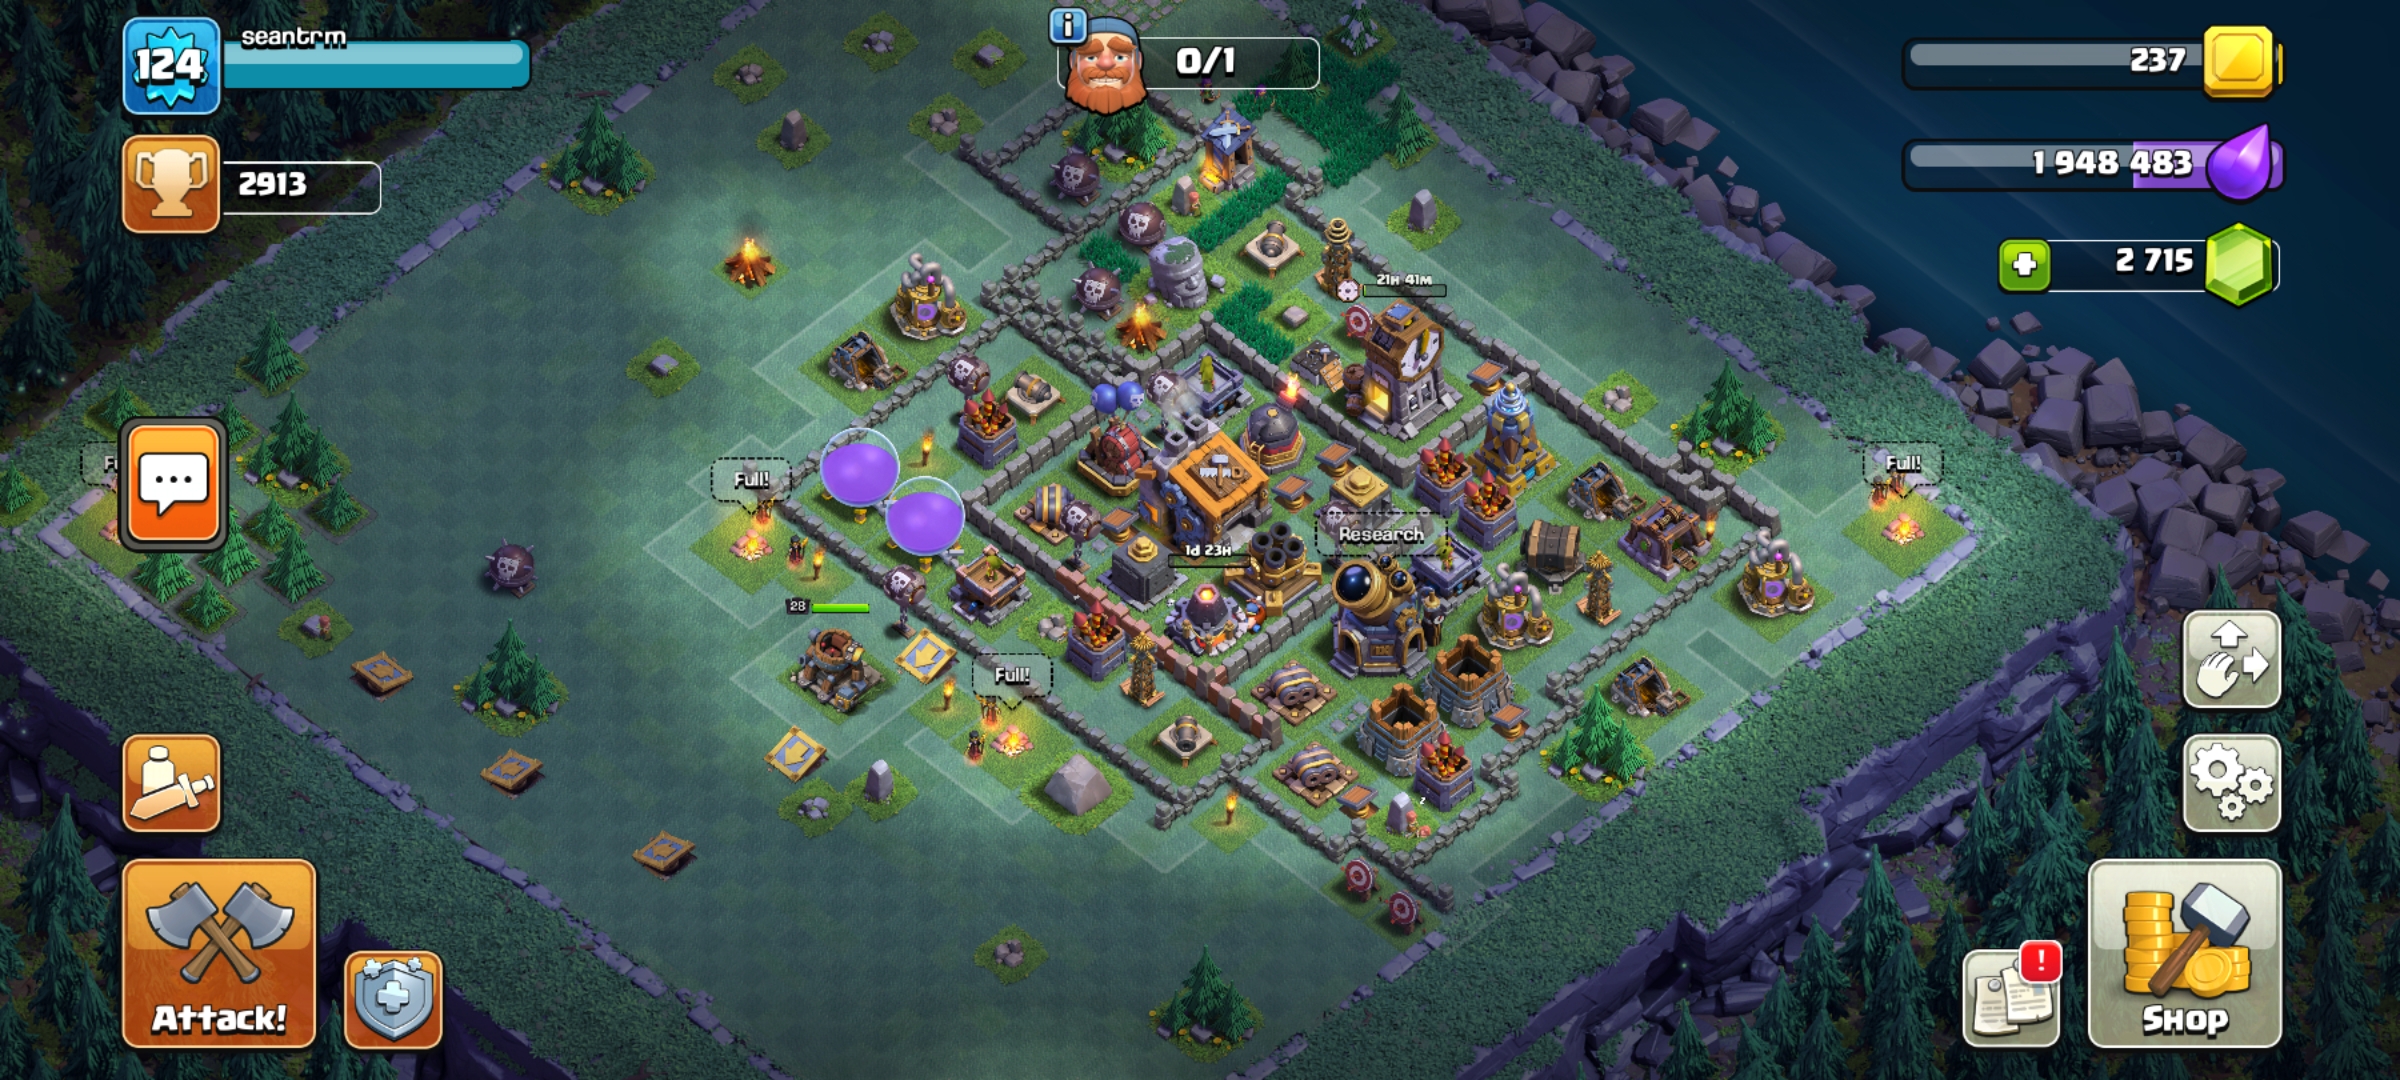 124
seantrm
i
0/1
237
2913
1 948 483
2 715
21H 41M
Full!
Full!
Research
1d 23H
28
Full!
z
Attack!
!
Shop